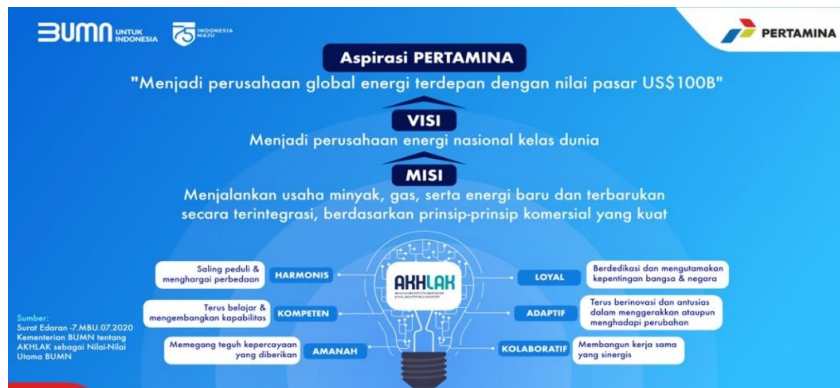 BUMN UNTUK INDONESIA
75 INDONESIA MAJU
PERTAMINA
Aspirasi PERTAMINA
"Menjadi perusahaan global energi terdepan dengan nilai pasar US$100B"
VISI
Menjadi perusahaan energi nasional kelas dunia
MISI
Menjalankan usaha minyak, gas, serta energi baru dan terbarukan
secara terintegrasi, berdasarkan prinsip-prinsip komersial yang kuat
AKHLAK
Saling peduli &
menghargai perbedaan
HARMONIS
Terus belajar &
mengembangkan kapabilitas
KOMPETEN
Memegang teguh kepercayaan
yang diberikan
AMANAH
LOYAL
Berdedikasi dan mengutamakan
kepentingan bangsa & negara
ADAPTIF
Terus berinovasi dan antusias
dalam menggerakkan ataupun
menghadapi perubahan
KOLABORATIF
Membangun kerja sama
yang sinergis
Sumber:
Surat Edaran -7.MBU.07.2020
Kementerian BUMN tentang
AKHLAK sebagai Nilai-Nilai
Utama BUMN